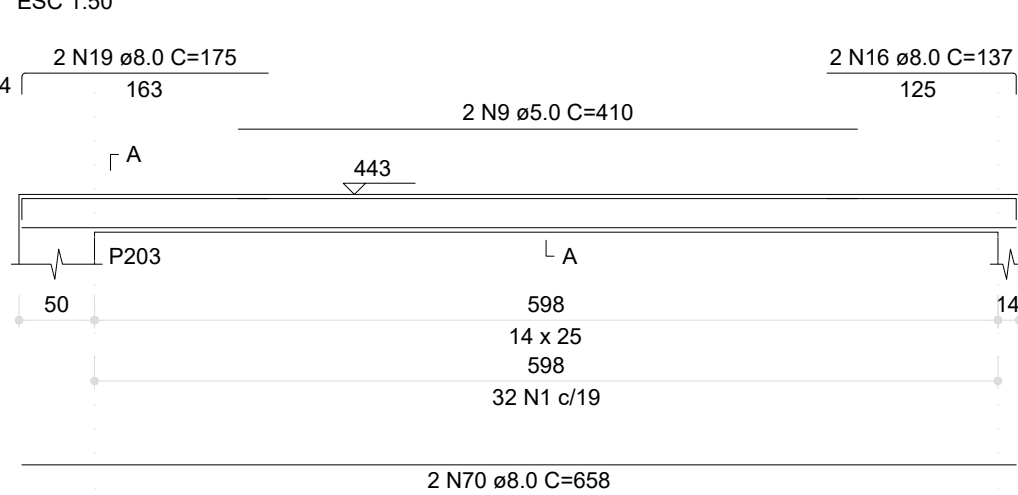 ESC 1:50
2 N19 ø8.0 C=175
2 N16 ø8.0 C=137
4
163
125
2 N9 ø5.0 C=410
A
443
P203
A
50
598
14
14 x 25
598
32 N1 c/19
2 N70 ø8.0 C=658